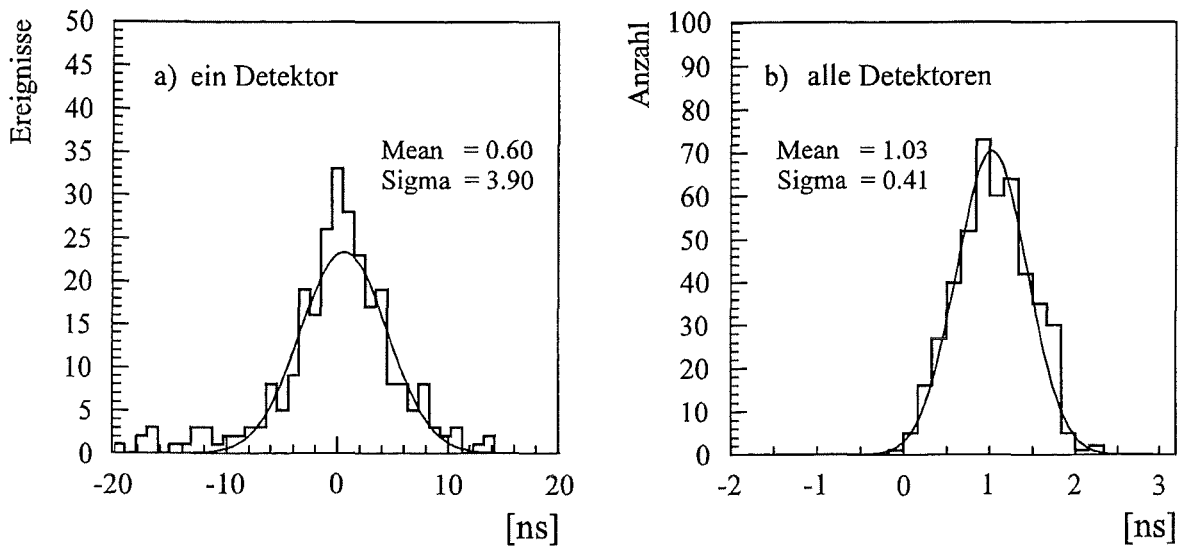 Ereignisse
50
45
40
35
30
25
20
15
10
5
0
a) ein Detektor
Mean = 0.60
Sigma = 3.90
-20 -10 0 10 20
[ns]
Anzahl
100
90
80
70
60
50
40
30
20
10
0
b) alle Detektoren
Mean = 1.03
Sigma = 0.41
-2 -1 0 1 2 3
[ns]